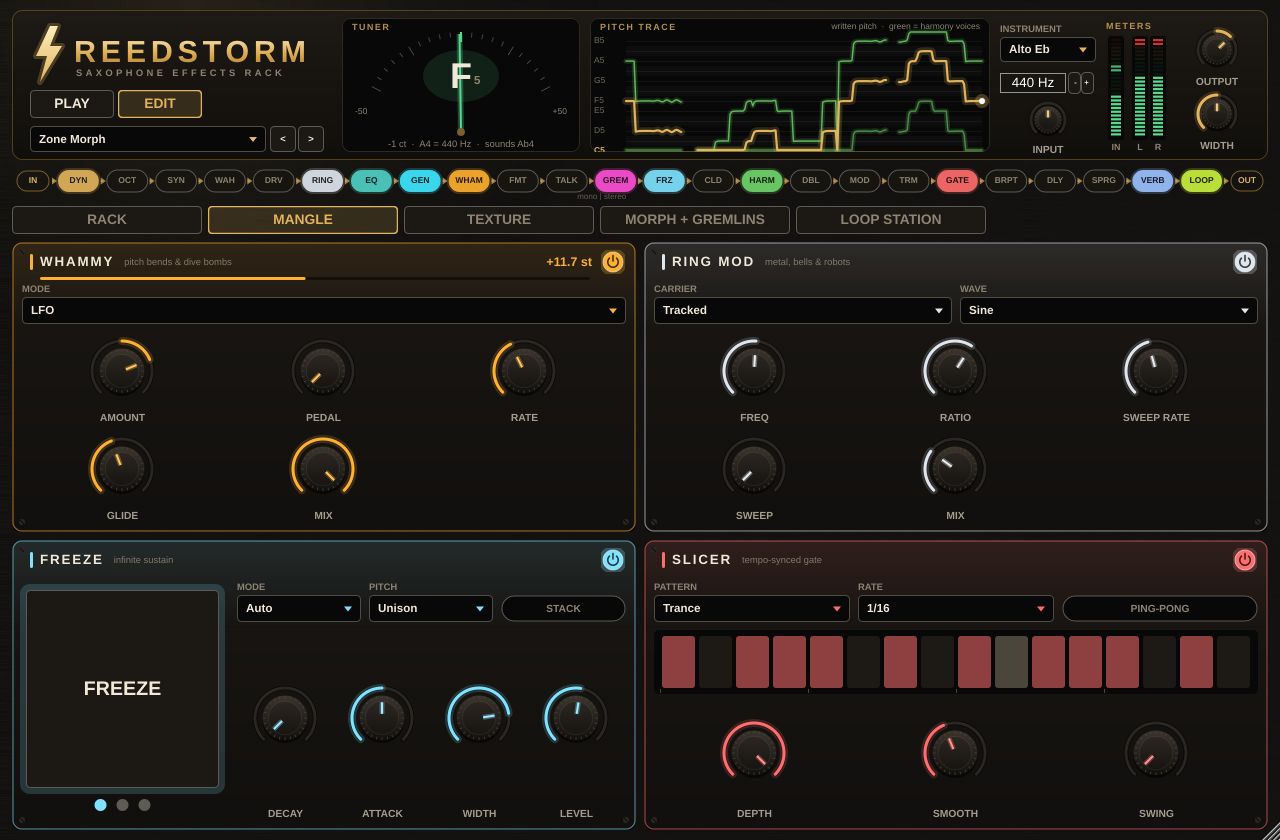 REEDSTORM
SAXOPHONE EFFECTS RACK
PLAY
EDIT
Zone Morph
<
>
TUNER
F5
-50
+50
-1 ct · A4 = 440 Hz · sounds Ab4
PITCH TRACE
written pitch · green = harmony voices
B5
A5
G5
F5
E5
D5
C5
INSTRUMENT
Alto Eb
440 Hz
-
+
INPUT
METERS
IN
L
R
OUTPUT
WIDTH
IN
DYN
OCT
SYN
WAH
DRV
RING
EQ
GEN
WHAM
FMT
TALK
GREM
FRZ
CLD
HARM
DBL
MOD
TRM
GATE
BRPT
DLY
SPRG
VERB
LOOP
OUT
mono | stereo
RACK
MANGLE
TEXTURE
MORPH + GREMLINS
LOOP STATION
WHAMMY pitch bends & dive bombs
+11.7 st
MODE
LFO
AMOUNT
PEDAL
RATE
GLIDE
MIX
RING MOD metal, bells & robots
CARRIER
WAVE
Tracked
Sine
FREQ
RATIO
SWEEP RATE
SWEEP
MIX
FREEZE infinite sustain
FREEZE
MODE
PITCH
Auto
Unison
STACK
DECAY
ATTACK
WIDTH
LEVEL
SLICER tempo-synced gate
PATTERN
RATE
Trance
1/16
PING-PONG
DEPTH
SMOOTH
SWING